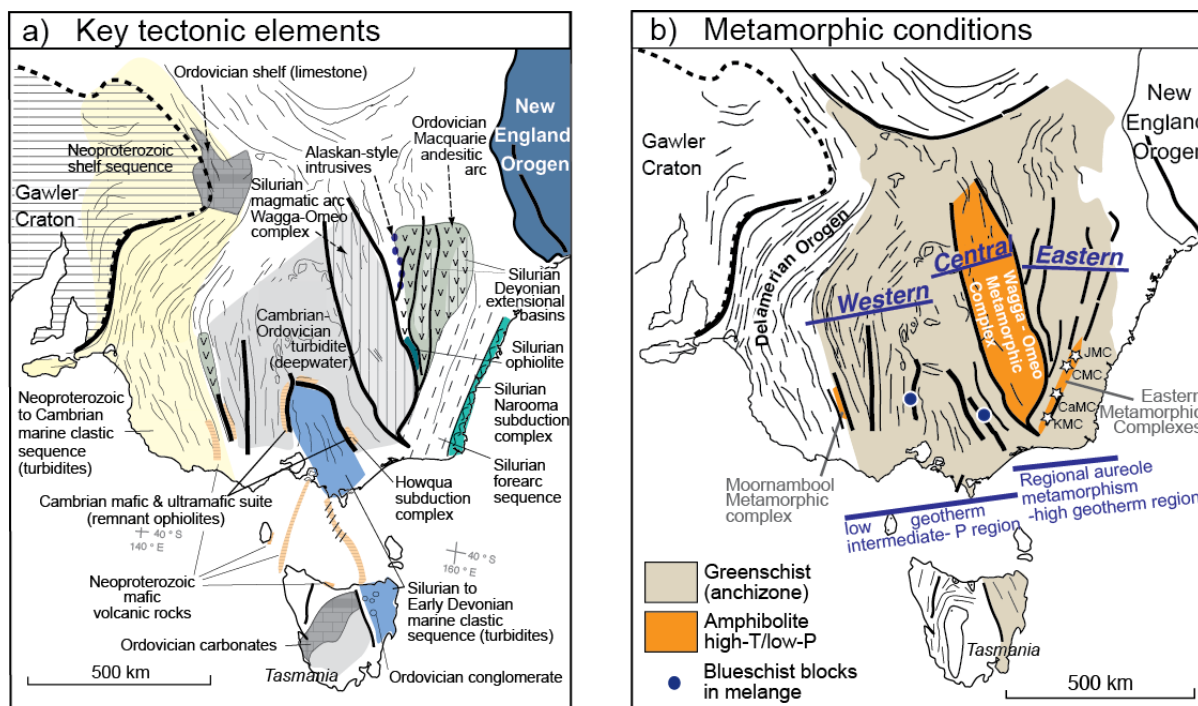 a) Key tectonic elements
Ordovician shelf (limestone)
New
England
Orogen
Ordovician
Macquarie
andesitic
arc
Neoproterozoic
shelf sequence
Alaskan-style
intrusives
Gawler
Craton
Silurian
magmatic arc
Wagga-Omeo
complex
Silurian
Devonian
extensional
basins
Cambrian-
Ordovician
turbidite
(deepwater)
Silurian
ophiolite
Silurian
Narooma
subduction
complex
Silurian
forearc
sequence
Neoproterozoic
to Cambrian
marine clastic
sequence
(turbidites)
Howqua
subduction
complex
Cambrian mafic & ultramafic suite
(remnant ophiolites)
40 ° S
140 ° E
40 ° S
160 ° E
Neoproterozoic
mafic
volcanic rocks
Silurian to
Early Devonian
marine clastic
sequence (turbidites)
Ordovician carbonates
Tasmania
Ordovician conglomerate
500 km
b) Metamorphic conditions
New
England
Orogen
Gawler
Craton
Delamerian Orogen
Western
Central
Eastern
Wagga - Omeo
Metamorphic
Complex
JMC
CMC
CaMC
KMC
Eastern
Metamorphic
Complexes
Moornambool
Metamorphic
complex
Regional aureole
metamorphism
-high geotherm region
low geotherm
intermediate- P region
Greenschist
(anchizone)
Amphibolite
high-T/low-P
Blueschist blocks
in melange
Tasmania
500 km